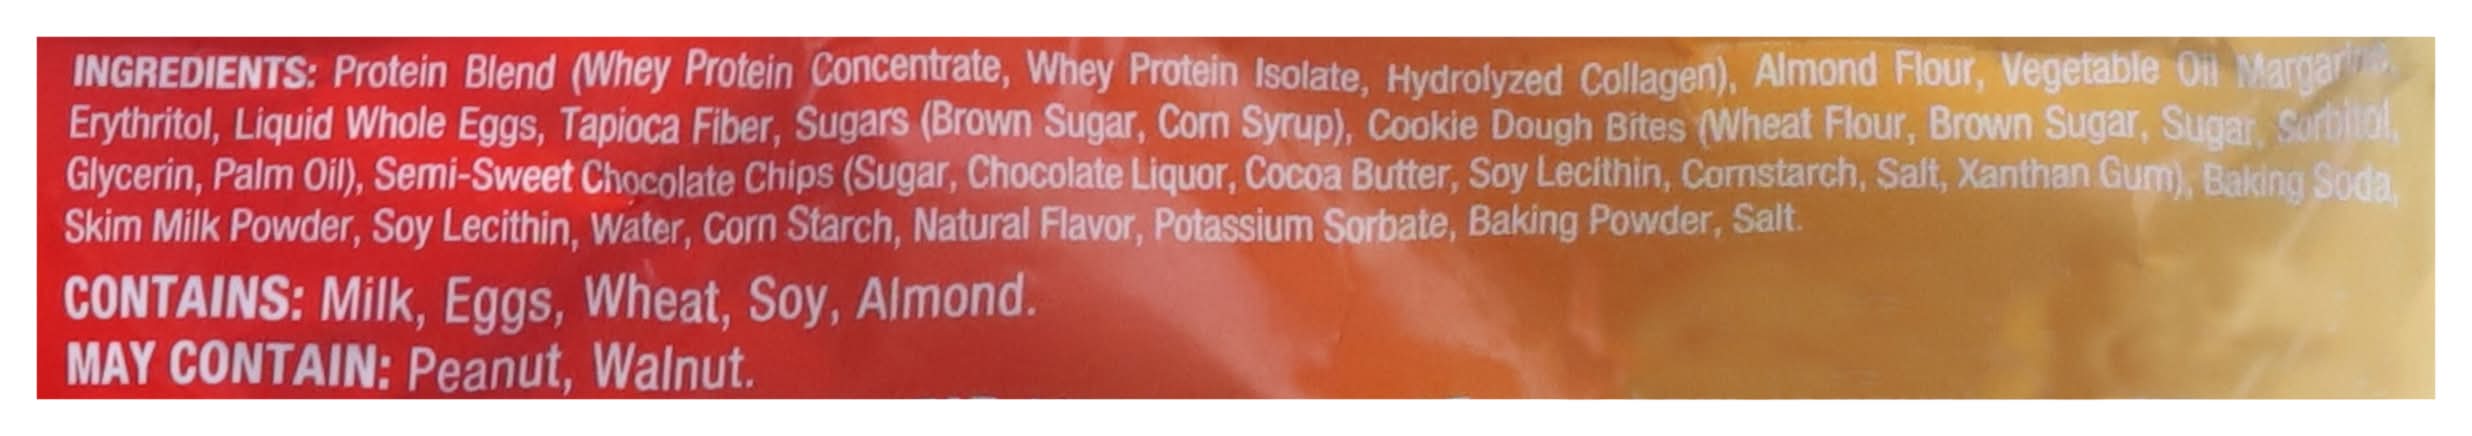 INGREDIENTS: Protein Blend (Whey Protein Concentrate, Whey Protein Isolate, Hydrolyzed Collagen), Almond Flour, Vegetable Oil Margarine,
Erythritol, Liquid Whole Eggs, Tapioca Fiber, Sugars (Brown Sugar, Corn Syrup), Cookie Dough Bites (Wheat Flour, Brown Sugar, Sugar, Sorbitol,
Glycerin, Palm Oil), Semi-Sweet Chocolate Chips (Sugar, Chocolate Liquor, Cocoa Butter, Soy Lecithin, Cornstarch, Salt, Xanthan Gum), Baking Soda,
Skim Milk Powder, Soy Lecithin, Water, Corn Starch, Natural Flavor, Potassium Sorbate, Baking Powder, Salt.
CONTAINS: Milk, Eggs, Wheat, Soy, Almond.
MAY CONTAIN: Peanut, Walnut.